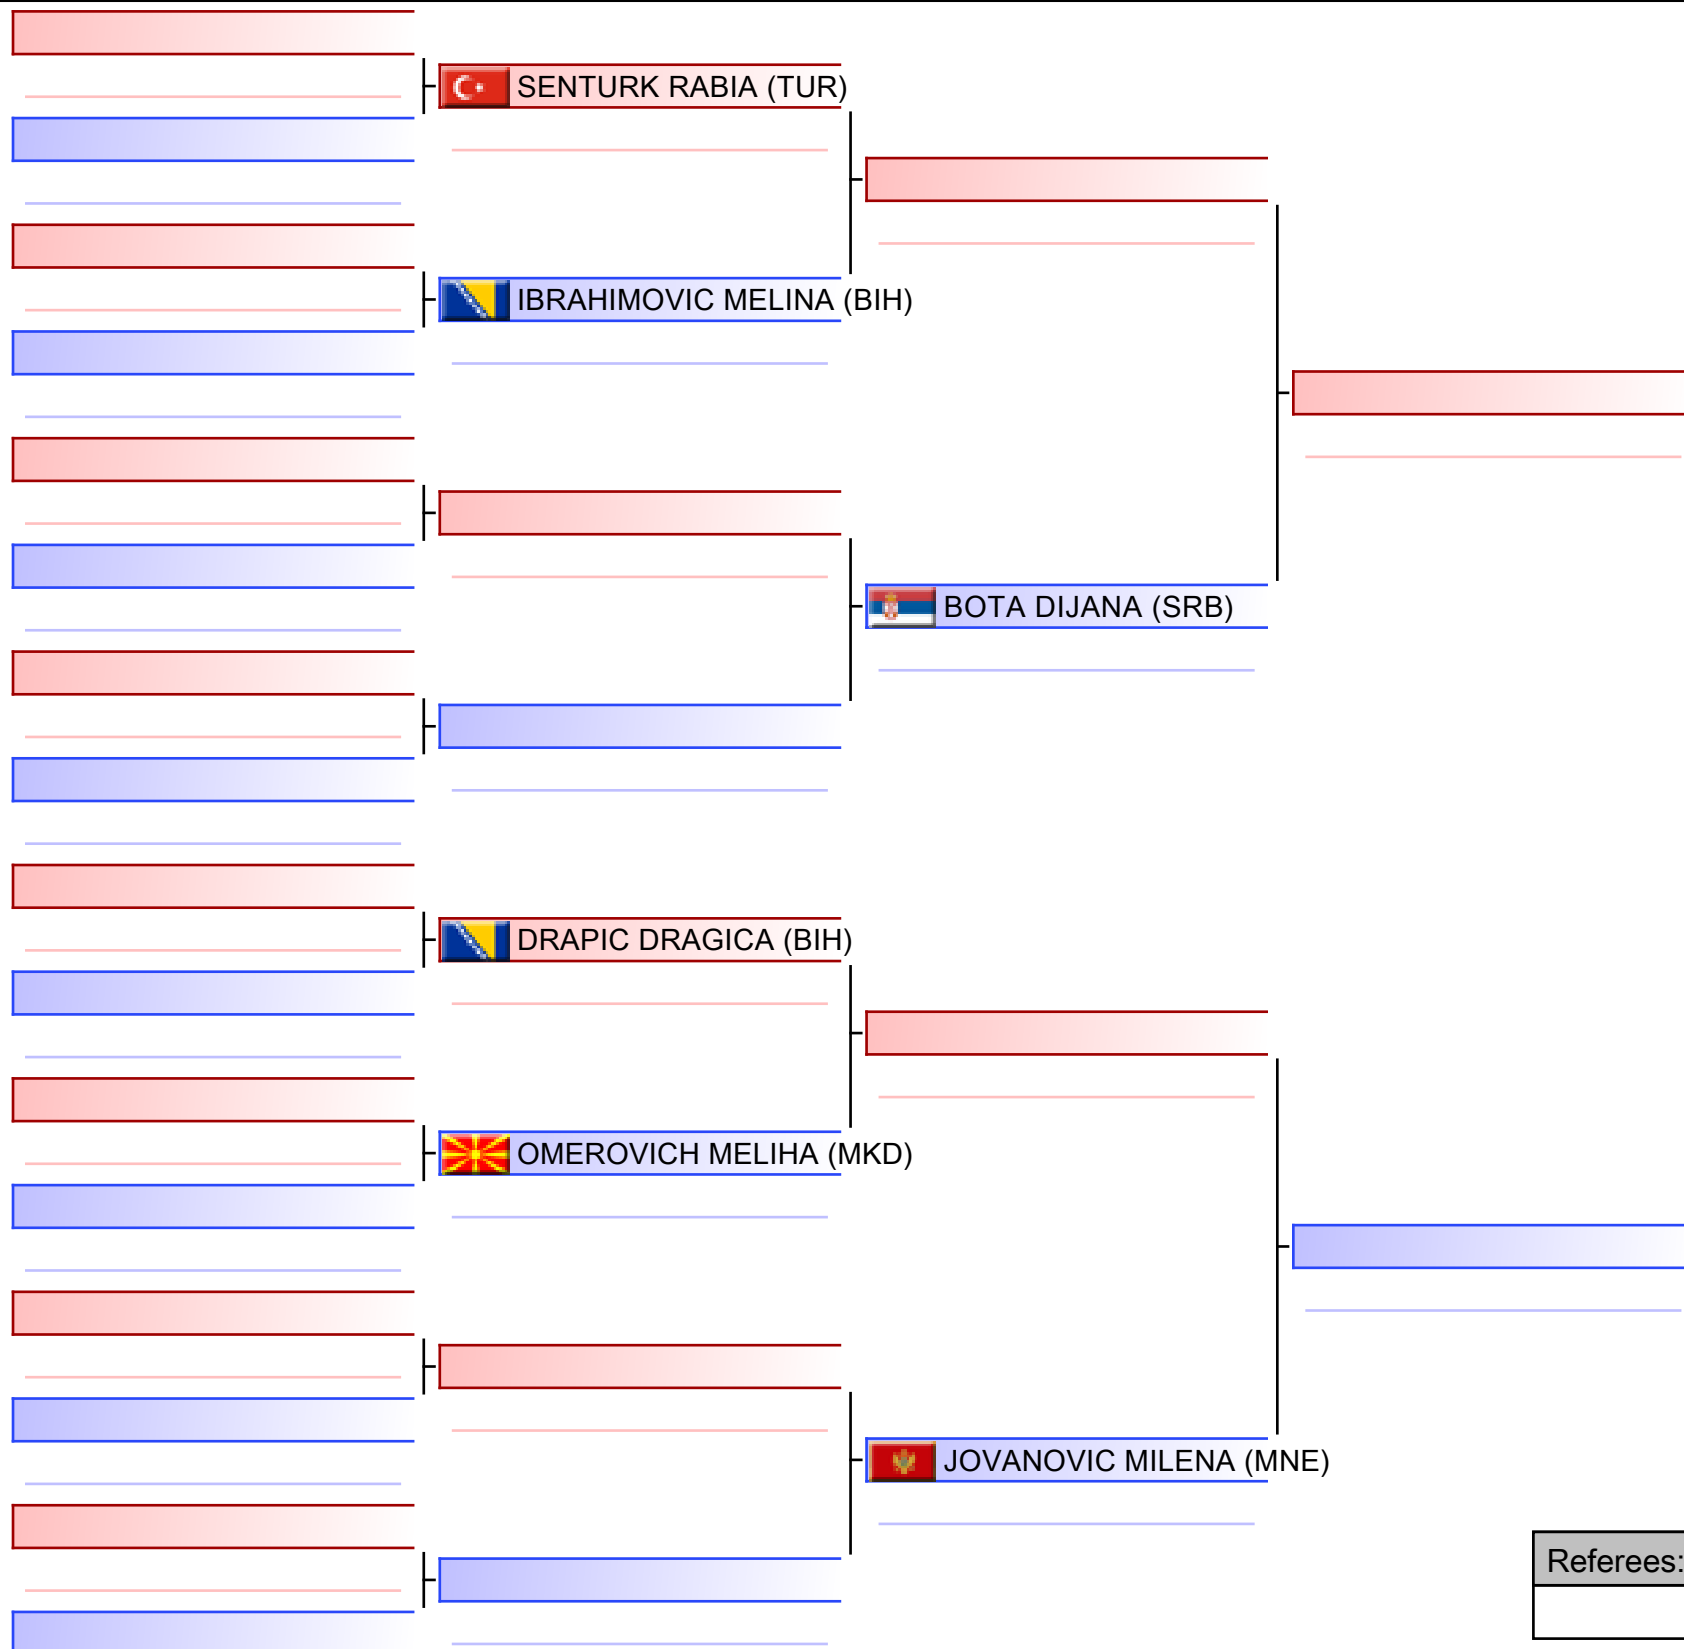 SENTURK RABIA (TUR)
IBRAHIMOVIC MELINA (BIH)
BOTA DIJANA (SRB)
DRAPIC DRAGICA (BIH)
OMEROVICH MELIHA (MKD)
JOVANOVIC MILENA (MNE)
Referees: